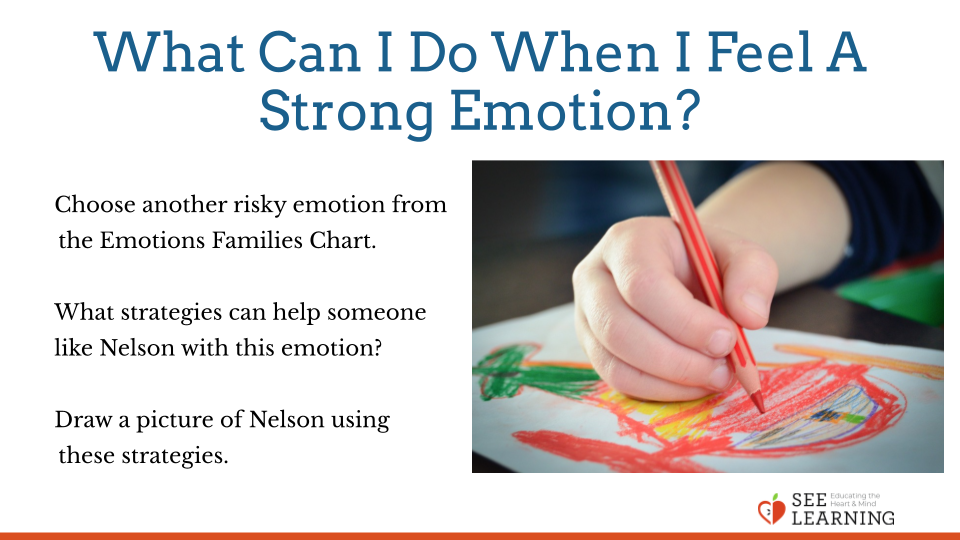 What Can I Do When I Feel A
Strong Emotion?
Choose another risky emotion from
the Emotions Families Chart.
What strategies can help someone
like Nelson with this emotion?
Draw a picture of Nelson using
these strategies.
SEE Educating the
Heart & Mind
LEARNING